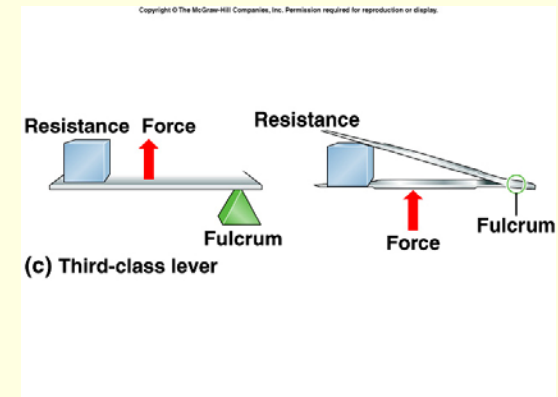 Copyright © The McGraw-Hill Companies, Inc. Permission required for reproduction or display.
Resistance Force
Resistance
Fulcrum
Force
Fulcrum
(c) Third-class lever